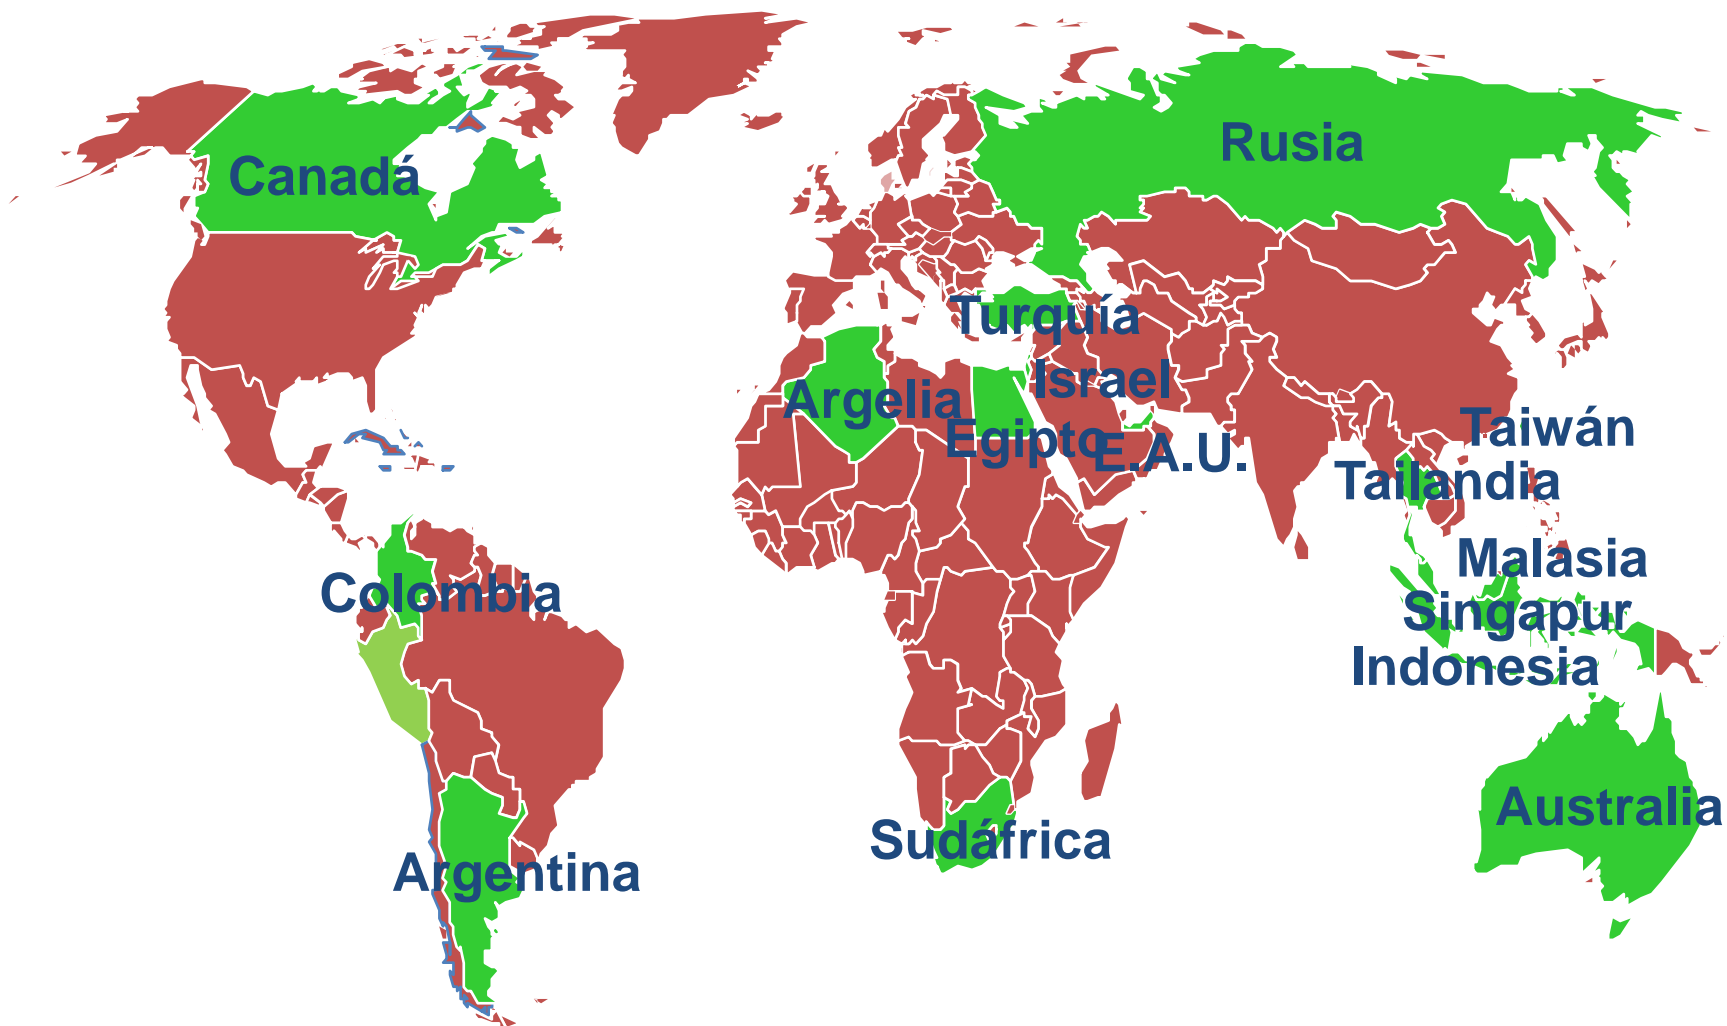 Rusia
Canadá
Turquía
Israel
Argelia
Egipto
E.A.U.
Taiwán
Tailandia
Malasia
Colombia
Singapur
Indonesia
Australia
Sudáfrica
Argentina